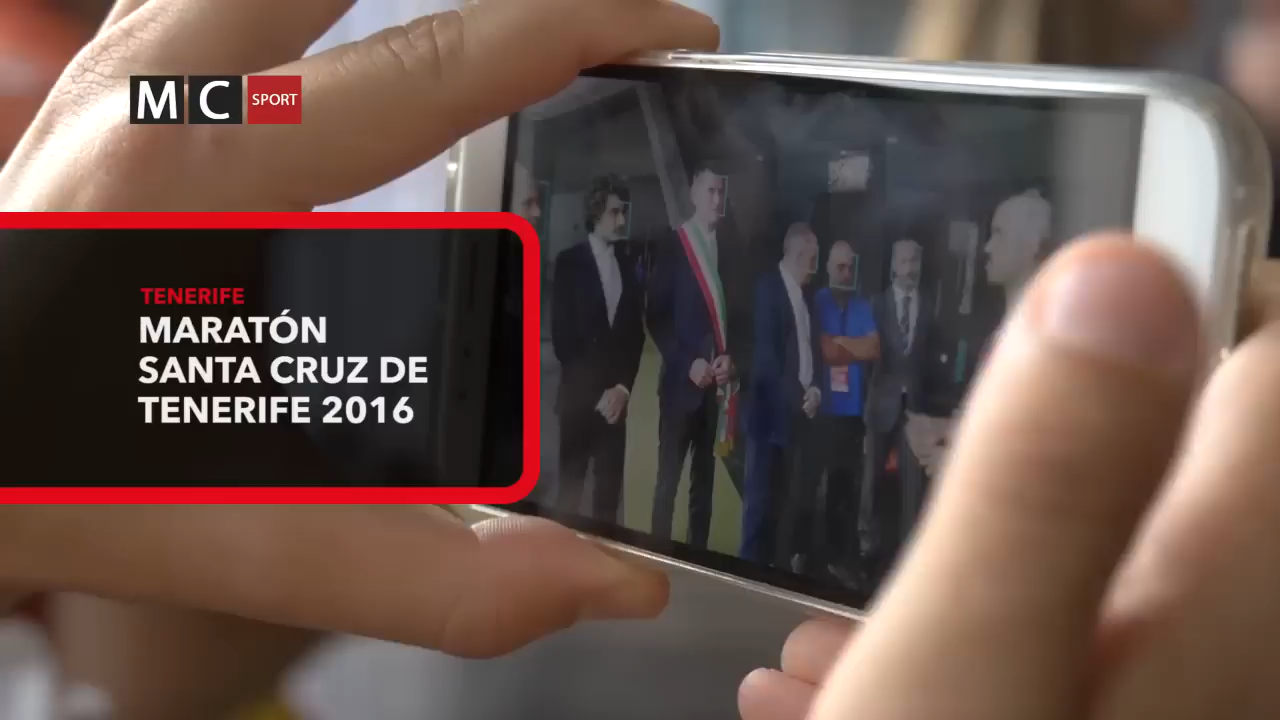 MC SPORT
TENERIFE
MARATÓN
SANTA CRUZ DE
TENERIFE 2016